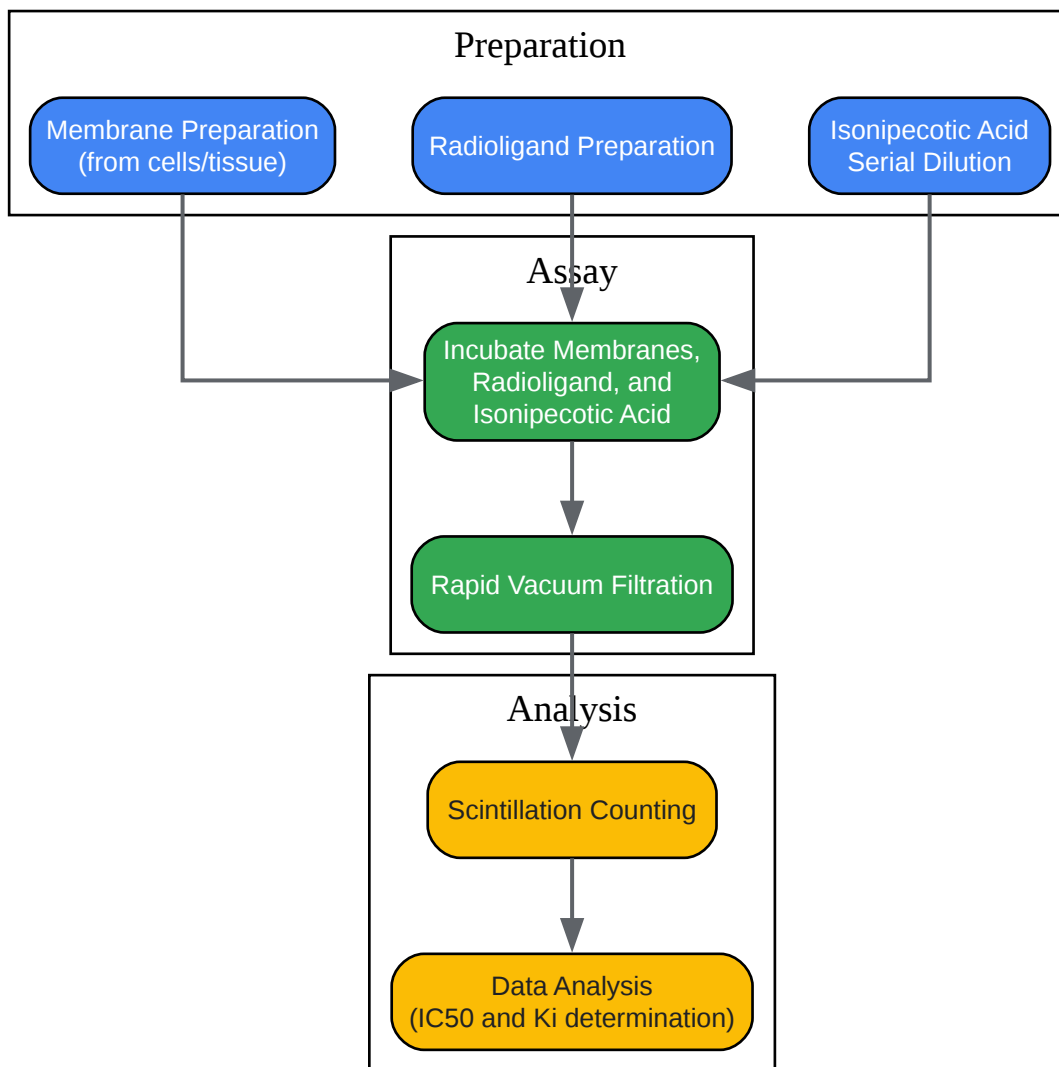 Preparation
Membrane Preparation
(from cells/tissue)
Radioligand Preparation
Isonipecotic Acid
Serial Dilution
Assay
Incubate Membranes,
Radioligand, and
Isonipecotic Acid
Rapid Vacuum Filtration
Analysis
Scintillation Counting
Data Analysis
(IC50 and Ki determination)